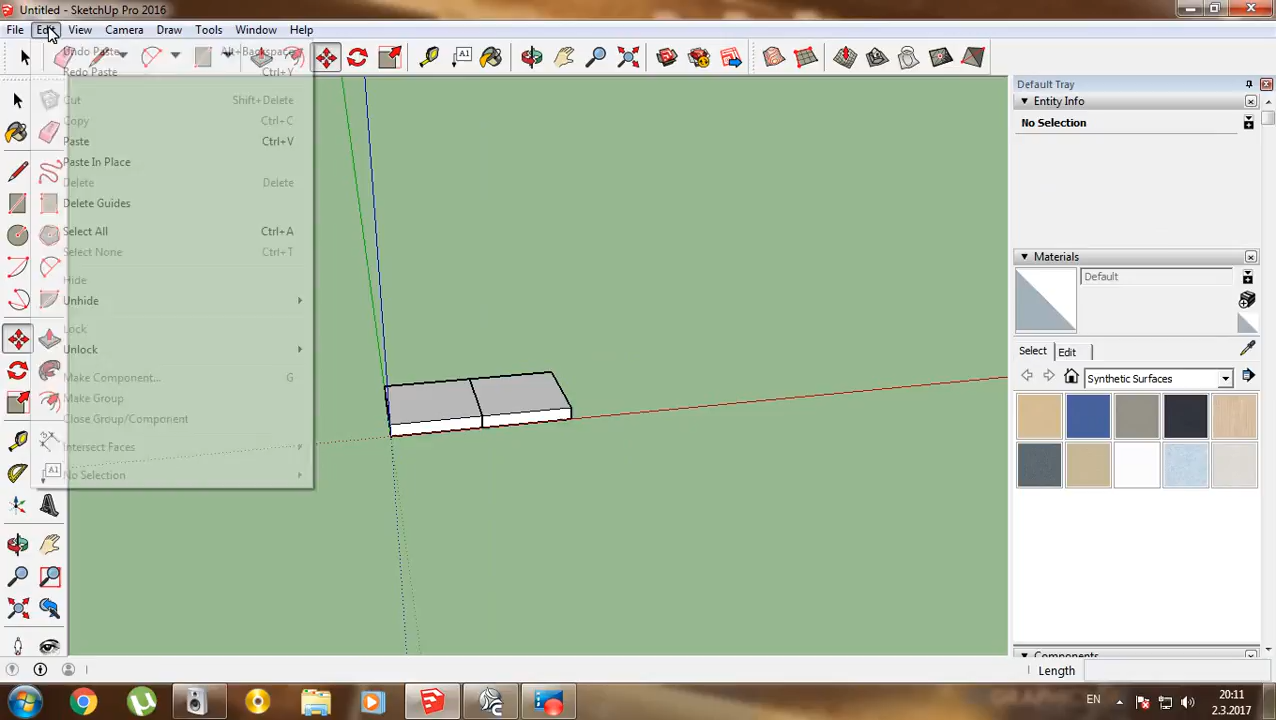 Untitled - SketchUp Pro 2016
File Edit View Camera Draw Tools Window Help
Undo Paste Alt+Backspace
Redo Paste Ctrl+Y
Cut Shift+Delete
Copy Ctrl+C
Paste Ctrl+V
Paste In Place
Delete Delete
Delete Guides
Select All Ctrl+A
Select None Ctrl+T
Hide
Unhide
Lock
Unlock
Make Component... G
Make Group
Close Group/Component
Intersect Faces
No Selection
A1
A1
Default Tray
Entity Info
No Selection
Materials
Default
Select Edit
Synthetic Surfaces
Components
Length
EN
20:11
2.3.2017